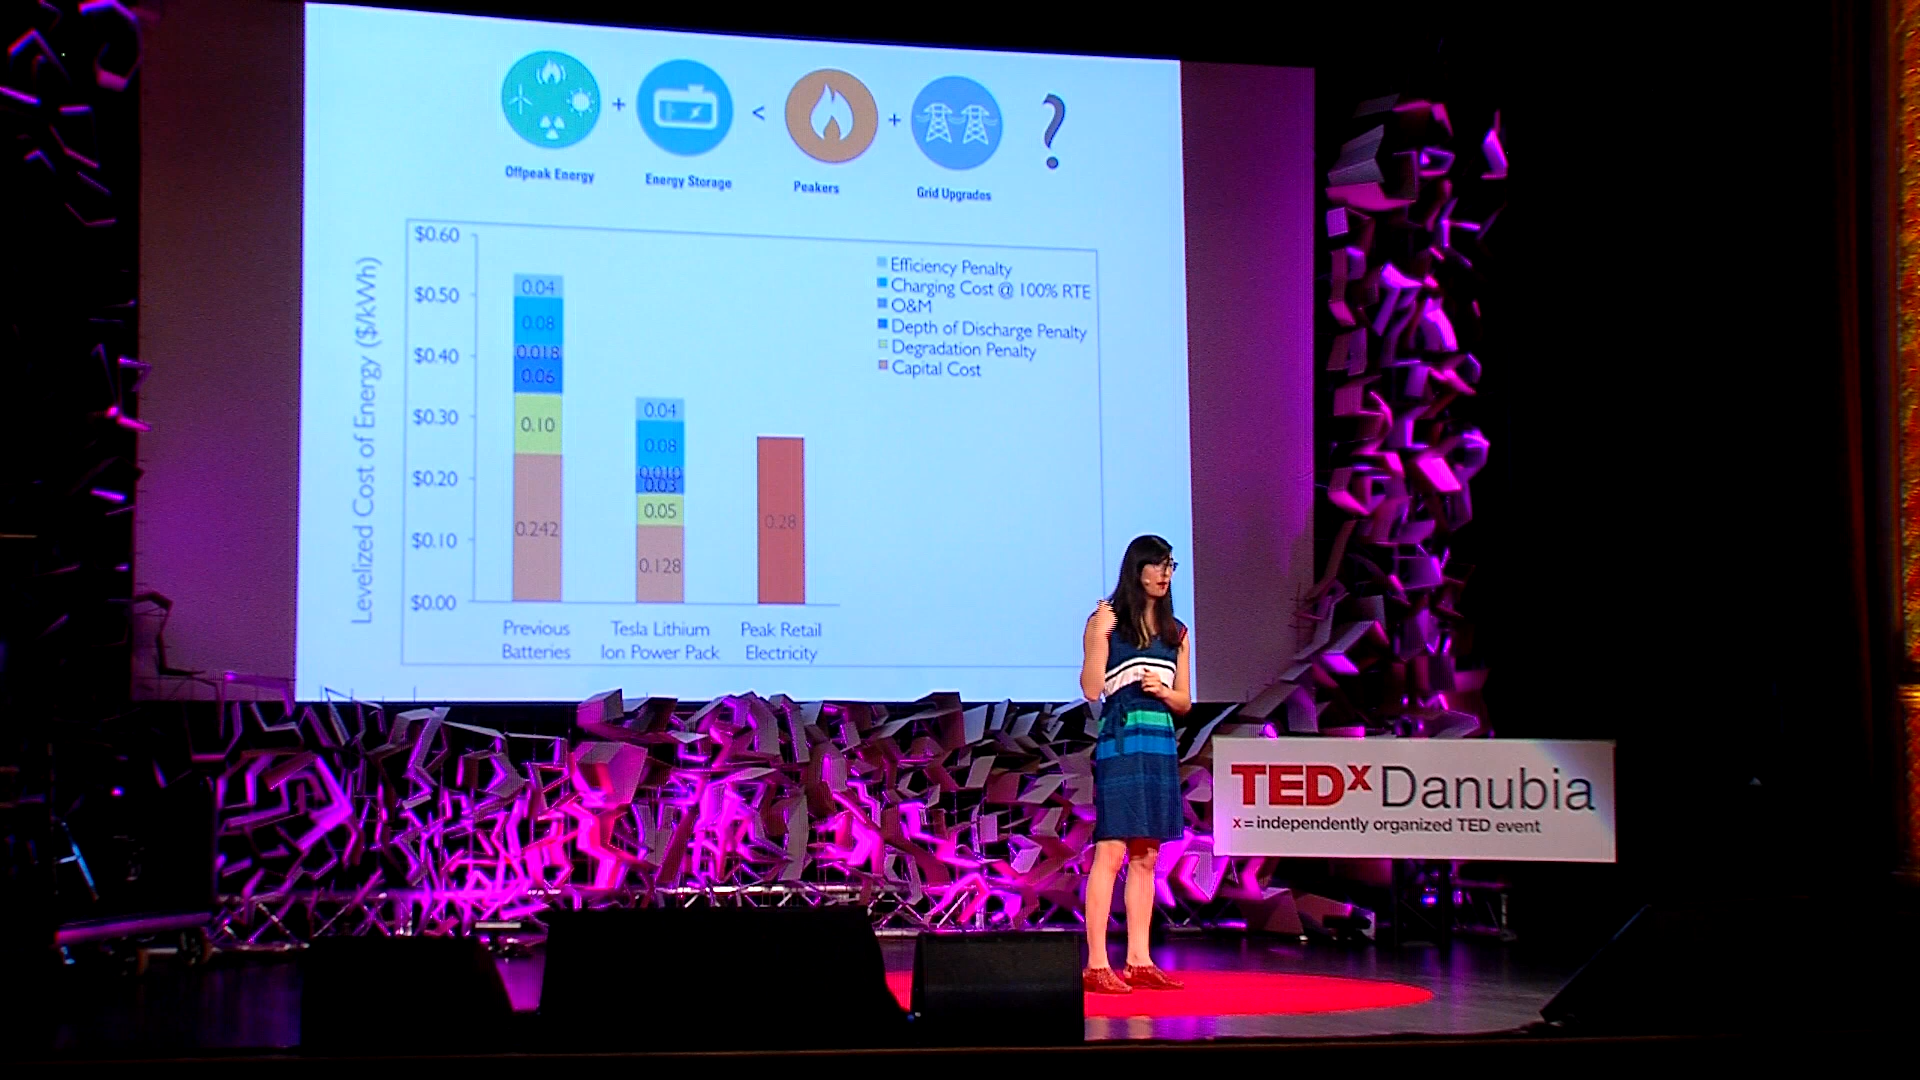 + < + ?
Offpeak Energy
Energy Storage
Peakers
Grid Upgrades
Levelized Cost of Energy ($/kWh)
$0.60
$0.50
$0.40
$0.30
$0.20
$0.10
$0.00
0.04
0.08
0.018
0.06
0.10
0.242
0.04
0.08
0.010
0.03
0.05
0.128
0.28
Efficiency Penalty
Charging Cost @ 100% RTE
O&M
Depth of Discharge Penalty
Degradation Penalty
Capital Cost
Previous
Batteries
Tesla Lithium
Ion Power Pack
Peak Retail
Electricity
TEDx Danubia
x=independently organized TED event